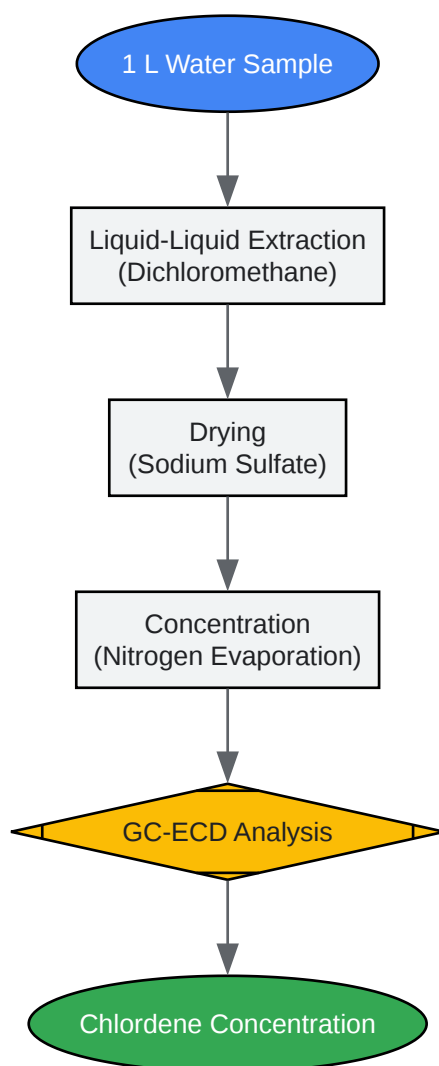 1 L Water Sample
Liquid-Liquid Extraction
(Dichloromethane)
Drying
(Sodium Sulfate)
Concentration
(Nitrogen Evaporation)
GC-ECD Analysis
Chlordene Concentration